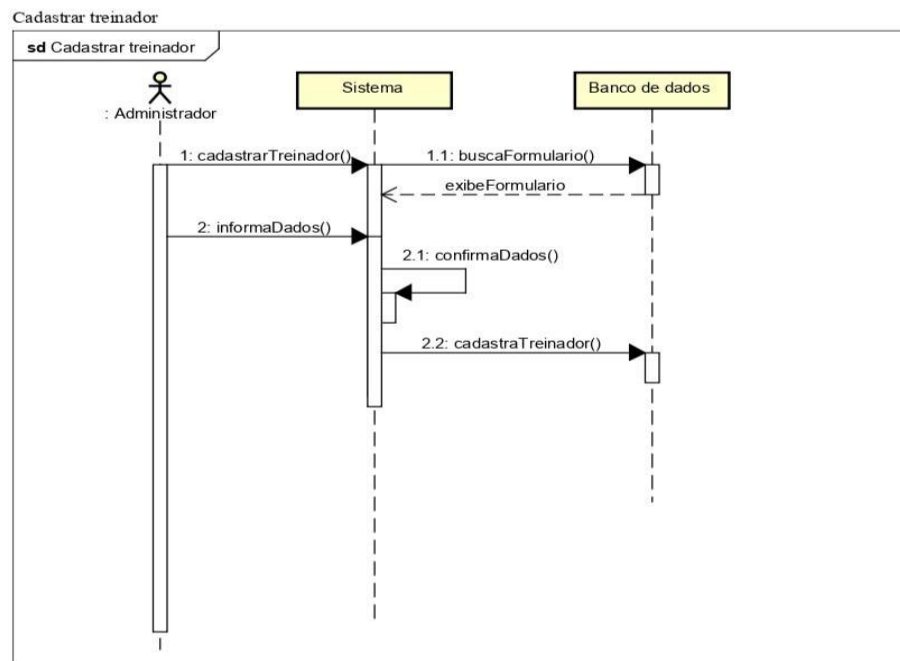 Cadastrar treinador
sd Cadastrar treinador
Sistema
Banco de dados
: Administrador
1: cadastrarTreinador()
1.1: buscaFormulario()
exibeFormulario
2: informaDados()
2.1: confirmaDados()
2.2: cadastraTreinador()